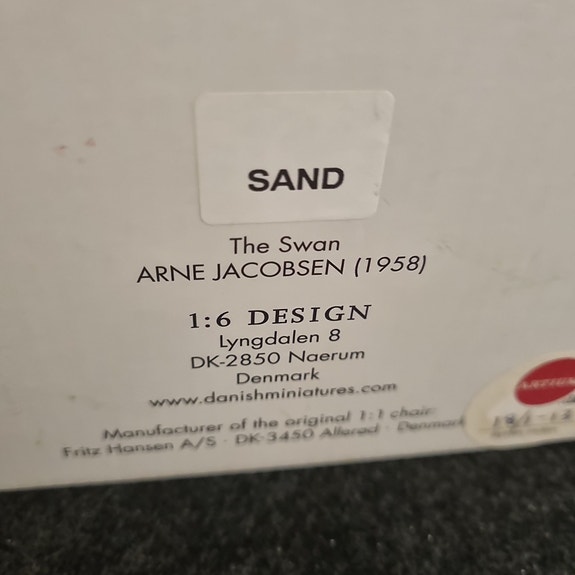 SAND
The Swan
ARNE JACOBSEN (1958)
1:6 DESIGN
Lyngdalen 8
DK-2850 Naerum
Denmark
www.danishminiatures.com
Manufacturer of the original 1:1 chair:
Fritz Hansen A/S · DK-3450 Allerød · Denmark